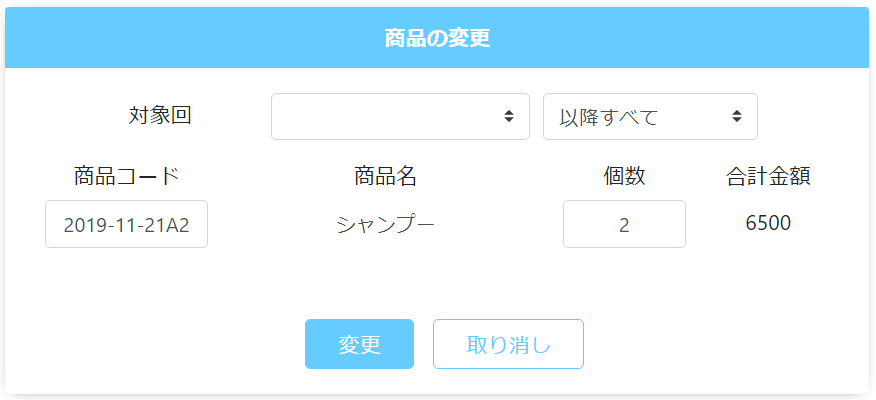 商品の変更
対象回 以降すべて
商品コード 商品名 個数 合計金額
2019-11-21A2 シャンプー 2 6500
変更 取り消し